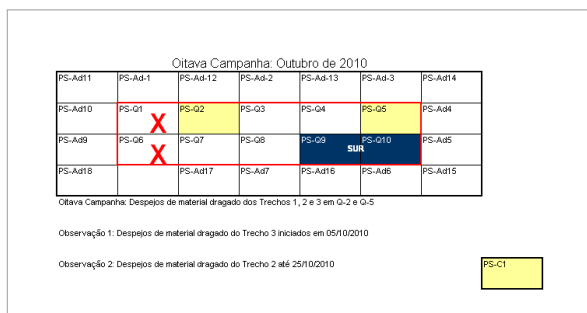 Oitava Campanha: Outubro de 2010
PS-Ad11 PS-Ad-1 PS-Ad-12 PS-Ad-2 PS-Ad-13 PS-Ad-3 PS-Ad14
PS-Ad10 PS-Q1 PS-Q2 PS-Q3 PS-Q4 PS-Q5 PS-Ad4
X
PS-Ad9 PS-Q6 PS-Q7 PS-Q8 PS-Q9 PS-Q10 PS-Ad5
X SUR
PS-Ad18 PS-Ad17 PS-Ad7 PS-Ad16 PS-Ad6 PS-Ad15
Oitava Campanha: Despejos de material dragado dos Trechos 1, 2 e 3 em Q-2 e Q-5
Observação 1: Despejos de material dragado do Trecho 3 iniciados em 05/10/2010
Observação 2: Despejos de material dragado do Trecho 2 até 25/10/2010
PS-C1